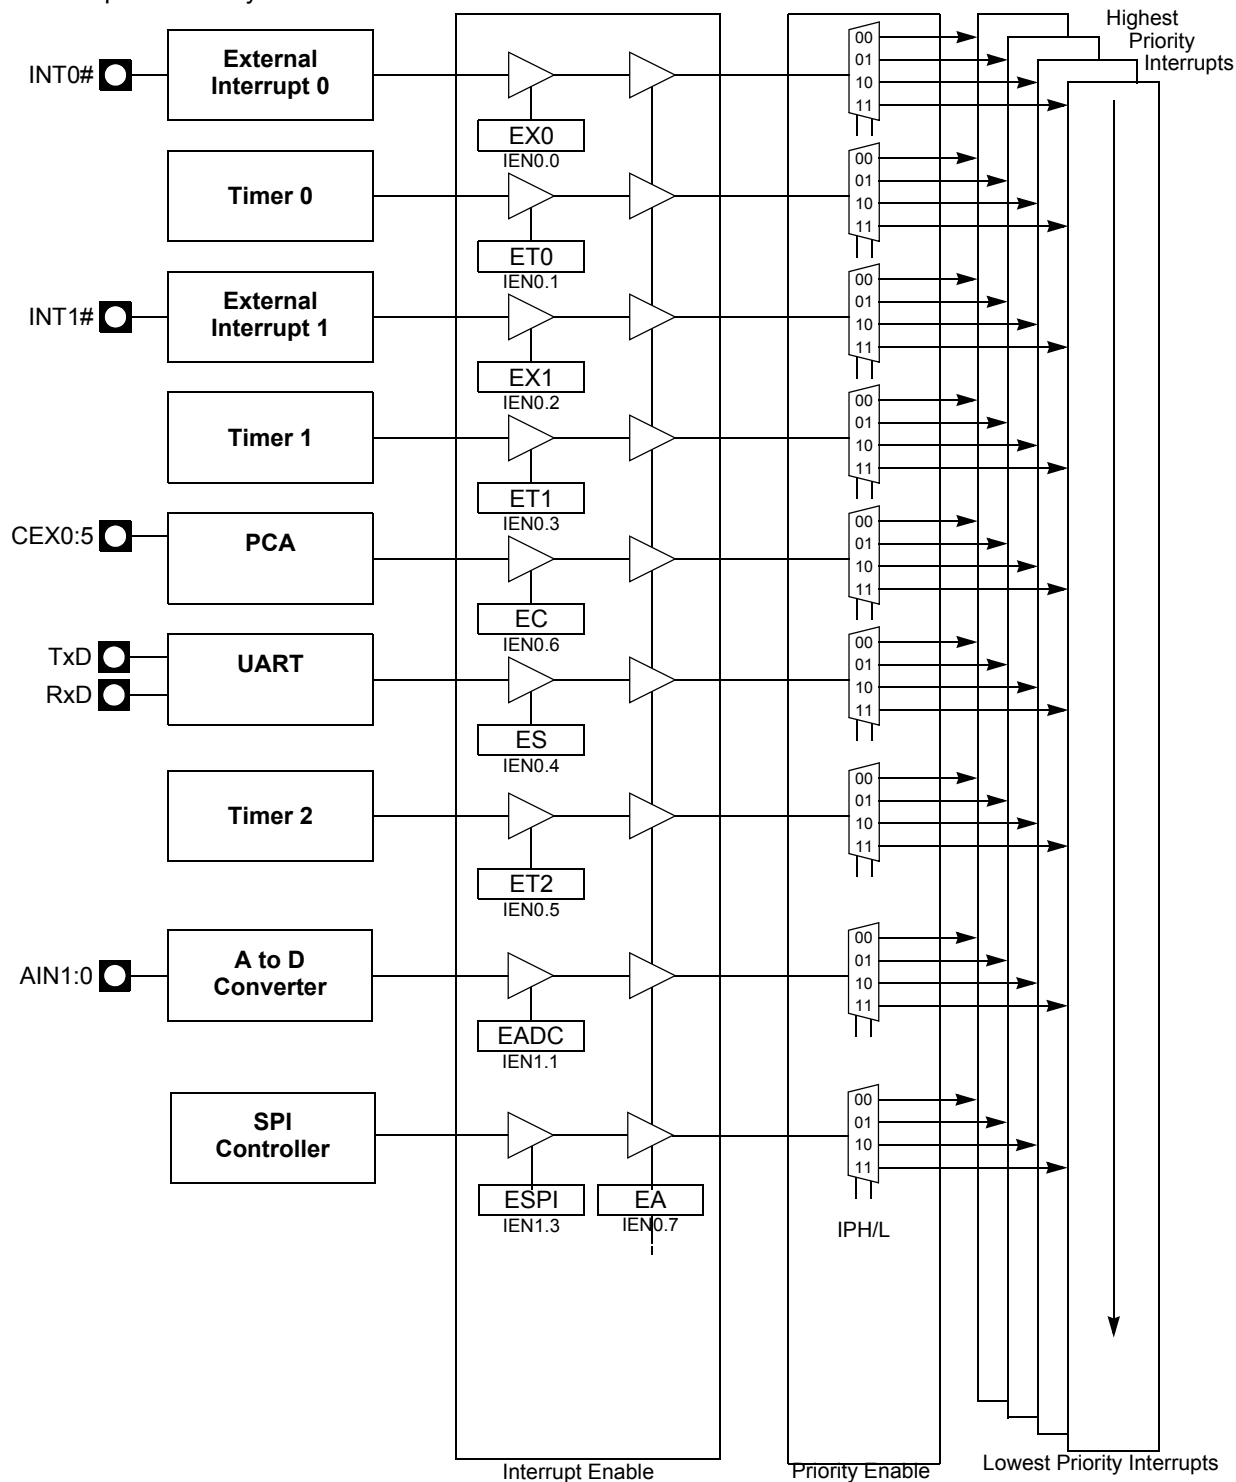 Highest
Priority
Interrupts
INT0#
External
Interrupt 0
EX0
IEN0.0
00
01
10
11
Timer 0
ET0
IEN0.1
00
01
10
11
INT1#
External
Interrupt 1
EX1
IEN0.2
00
01
10
11
Timer 1
ET1
IEN0.3
00
01
10
11
CEX0:5
PCA
EC
IEN0.6
00
01
10
11
TxD
RxD
UART
ES
IEN0.4
00
01
10
11
Timer 2
ET2
IEN0.5
00
01
10
11
AIN1:0
A to D
Converter
EADC
IEN1.1
00
01
10
11
SPI
Controller
ESPI
IEN1.3
EA
IEN0.7
00
01
10
11
IPH/L
Interrupt Enable
Priority Enable
Lowest Priority Interrupts